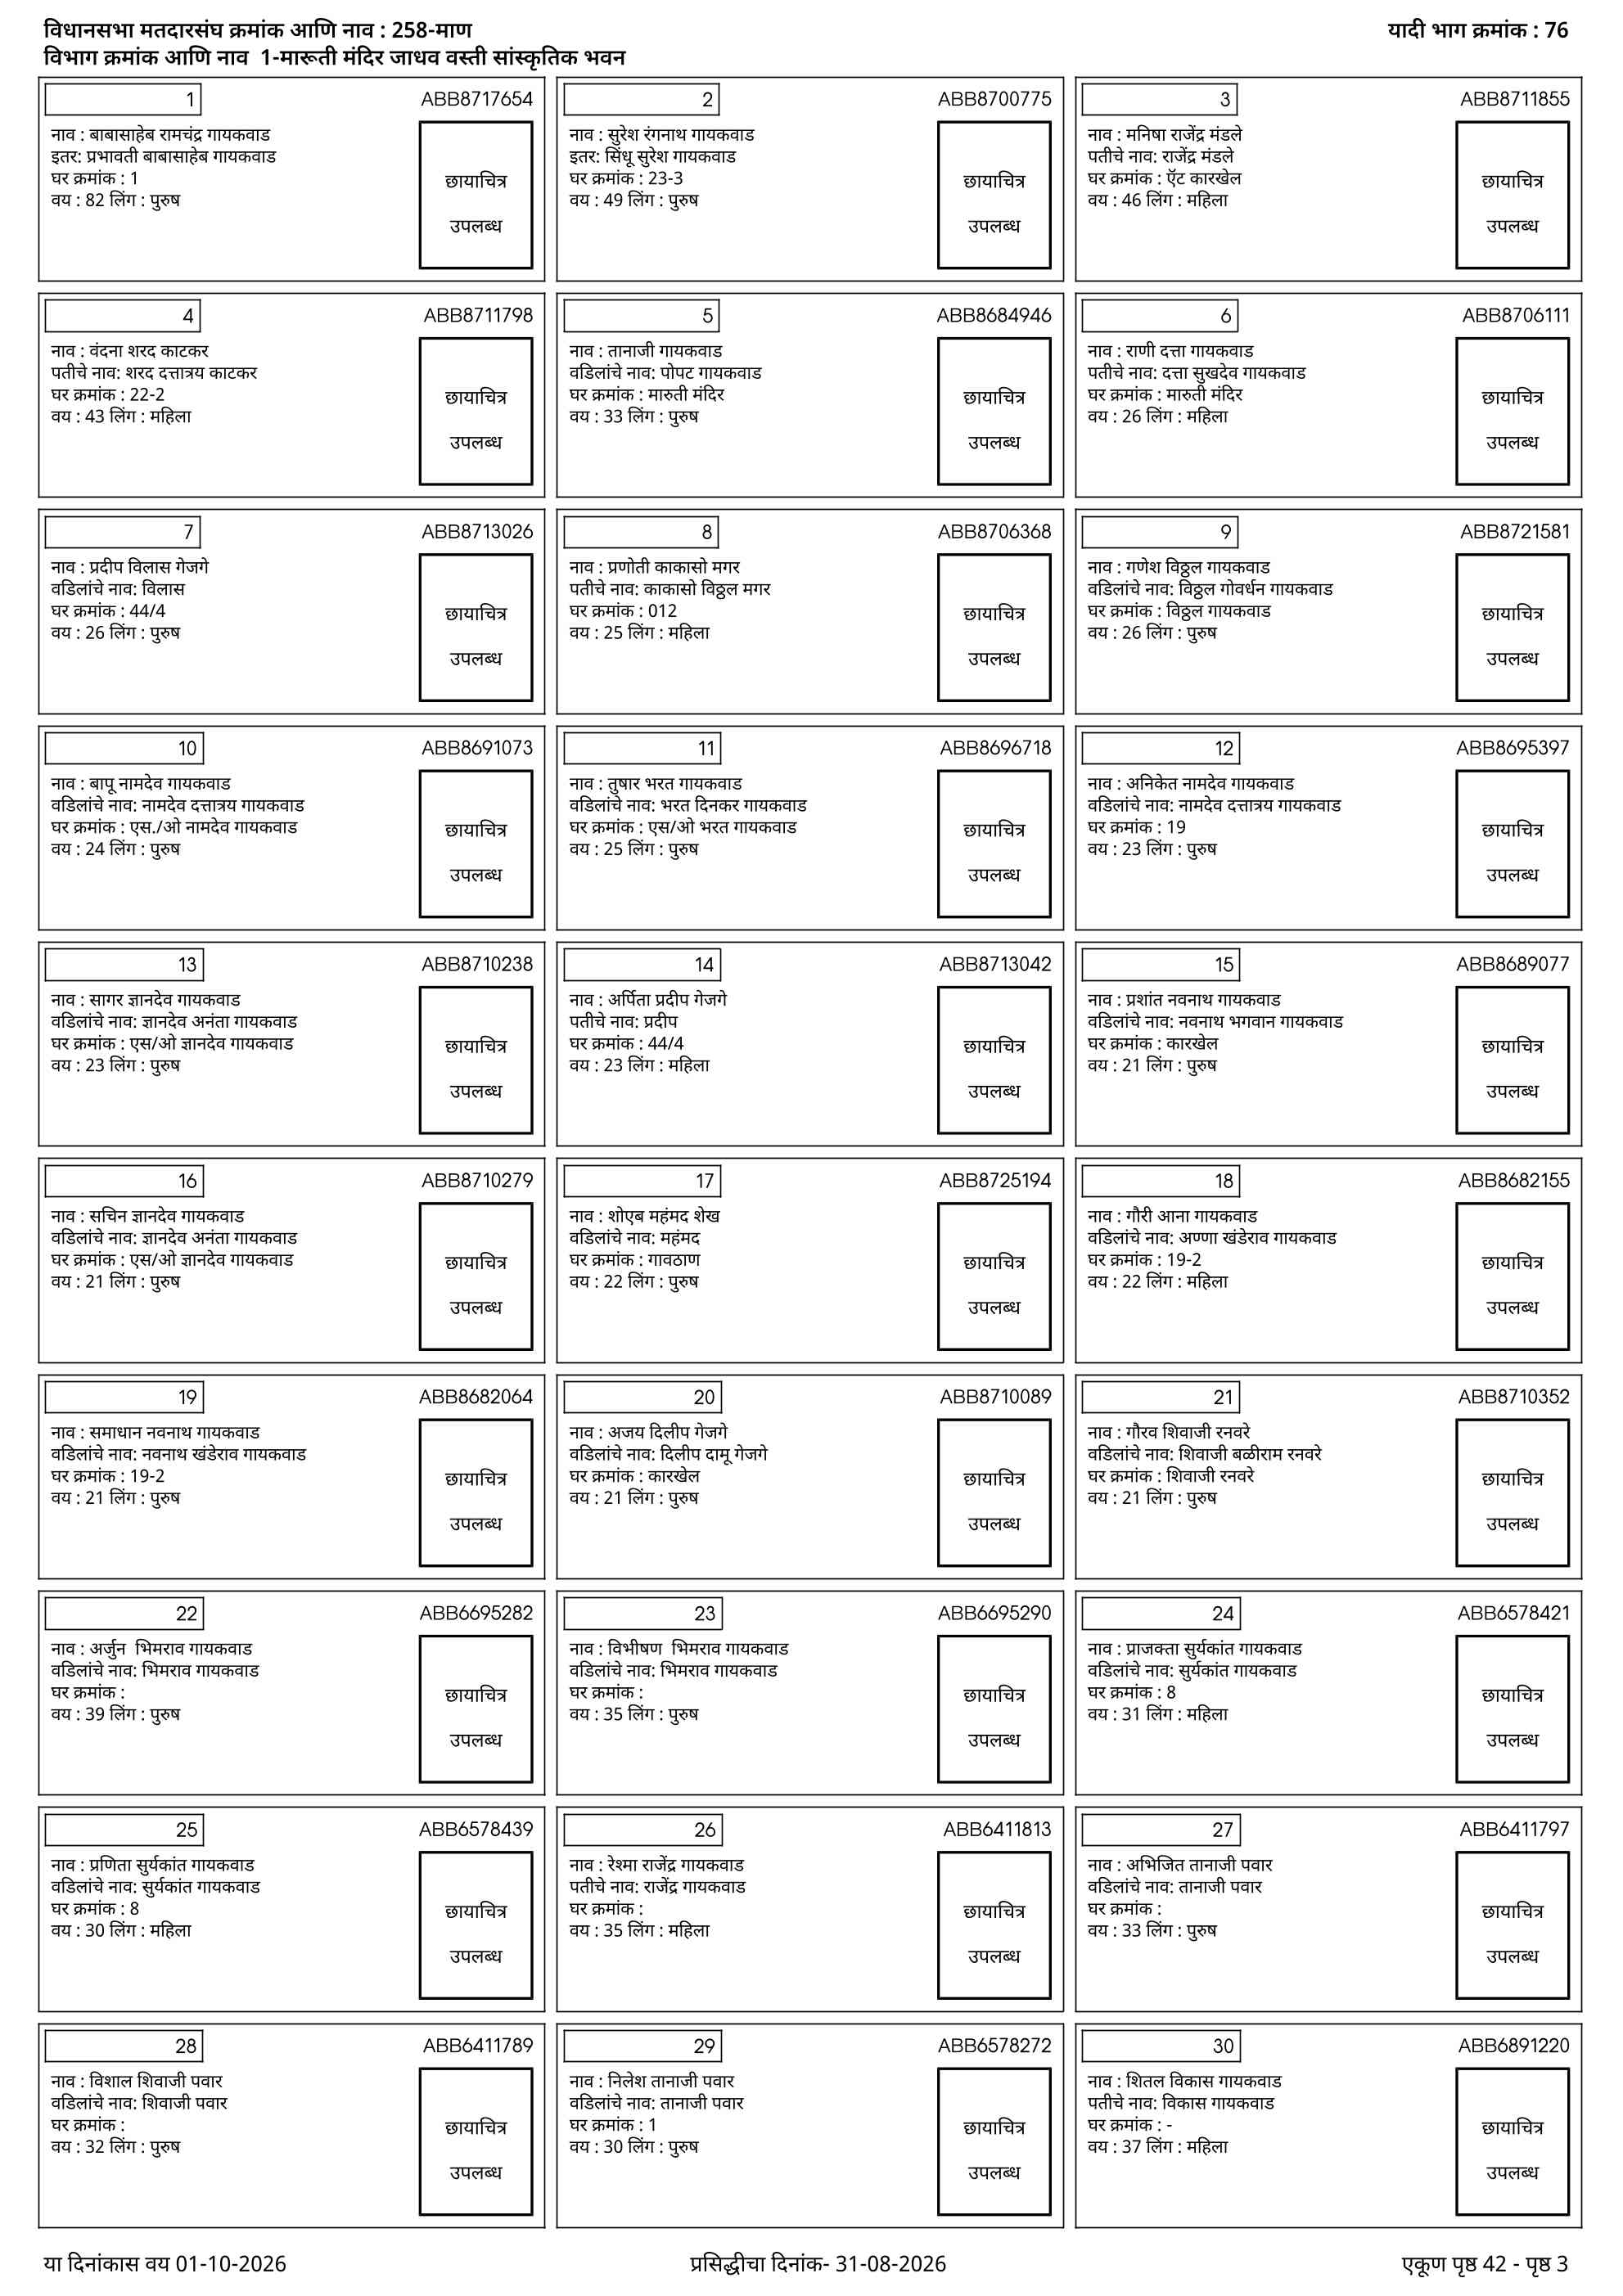 विधानसभा मतदारसंघ क्रमांक आणि नाव : 258-माण
यादी भाग क्रमांक : 76
विभाग क्रमांक आणि नाव 1-मारूती मंदिर जाधव वस्ती सांस्कृतिक भवन
1
ABB8717654
नाव : बाबासाहेब रामचंद्र गायकवाड
इतर: प्रभावती बाबासाहेब गायकवाड
घर क्रमांक : 1
वय : 82 लिंग : पुरुष
छायाचित्र
उपलब्ध
2
ABB8700775
नाव : सुरेश रंगनाथ गायकवाड
इतर: सिंधू सुरेश गायकवाड
घर क्रमांक : 23-3
वय : 49 लिंग : पुरुष
छायाचित्र
उपलब्ध
3
ABB8711855
नाव : मनिषा राजेंद्र मंडले
पतीचे नाव: राजेंद्र मंडले
घर क्रमांक : ऍट कारखेल
वय : 46 लिंग : महिला
छायाचित्र
उपलब्ध
4
ABB8711798
नाव : वंदना शरद काटकर
पतीचे नाव: शरद दत्तात्रय काटकर
घर क्रमांक : 22-2
वय : 43 लिंग : महिला
छायाचित्र
उपलब्ध
5
ABB8684946
नाव : तानाजी गायकवाड
वडिलांचे नाव: पोपट गायकवाड
घर क्रमांक : मारुती मंदिर
वय : 33 लिंग : पुरुष
छायाचित्र
उपलब्ध
6
ABB8706111
नाव : राणी दत्ता गायकवाड
पतीचे नाव: दत्ता सुखदेव गायकवाड
घर क्रमांक : मारुती मंदिर
वय : 26 लिंग : महिला
छायाचित्र
उपलब्ध
7
ABB8713026
नाव : प्रदीप विलास गेजगे
वडिलांचे नाव: विलास
घर क्रमांक : 44/4
वय : 26 लिंग : पुरुष
छायाचित्र
उपलब्ध
8
ABB8706368
नाव : प्रणोती काकासो मगर
पतीचे नाव: काकासो विठ्ठल मगर
घर क्रमांक : 012
वय : 25 लिंग : महिला
छायाचित्र
उपलब्ध
9
ABB8721581
नाव : गणेश विठ्ठल गायकवाड
वडिलांचे नाव: विठ्ठल गोवर्धन गायकवाड
घर क्रमांक : विठ्ठल गायकवाड
वय : 26 लिंग : पुरुष
छायाचित्र
उपलब्ध
10
ABB8691073
नाव : बापू नामदेव गायकवाड
वडिलांचे नाव: नामदेव दत्तात्रय गायकवाड
घर क्रमांक : एस./ओ नामदेव गायकवाड
वय : 24 लिंग : पुरुष
छायाचित्र
उपलब्ध
11
ABB8696718
नाव : तुषार भरत गायकवाड
वडिलांचे नाव: भरत दिनकर गायकवाड
घर क्रमांक : एस/ओ भरत गायकवाड
वय : 25 लिंग : पुरुष
छायाचित्र
उपलब्ध
12
ABB8695397
नाव : अनिकेत नामदेव गायकवाड
वडिलांचे नाव: नामदेव दत्तात्रय गायकवाड
घर क्रमांक : 19
वय : 23 लिंग : पुरुष
छायाचित्र
उपलब्ध
13
ABB8710238
नाव : सागर ज्ञानदेव गायकवाड
वडिलांचे नाव: ज्ञानदेव अनंता गायकवाड
घर क्रमांक : एस/ओ ज्ञानदेव गायकवाड
वय : 23 लिंग : पुरुष
छायाचित्र
उपलब्ध
14
ABB8713042
नाव : अर्पिता प्रदीप गेजगे
पतीचे नाव: प्रदीप
घर क्रमांक : 44/4
वय : 23 लिंग : महिला
छायाचित्र
उपलब्ध
15
ABB8689077
नाव : प्रशांत नवनाथ गायकवाड
वडिलांचे नाव: नवनाथ भगवान गायकवाड
घर क्रमांक : कारखेल
वय : 21 लिंग : पुरुष
छायाचित्र
उपलब्ध
16
ABB8710279
नाव : सचिन ज्ञानदेव गायकवाड
वडिलांचे नाव: ज्ञानदेव अनंता गायकवाड
घर क्रमांक : एस/ओ ज्ञानदेव गायकवाड
वय : 21 लिंग : पुरुष
छायाचित्र
उपलब्ध
17
ABB8725194
नाव : शोएब महंमद शेख
वडिलांचे नाव: महंमद
घर क्रमांक : गावठाण
वय : 22 लिंग : पुरुष
छायाचित्र
उपलब्ध
18
ABB8682155
नाव : गौरी आना गायकवाड
वडिलांचे नाव: अण्णा खंडेराव गायकवाड
घर क्रमांक : 19-2
वय : 22 लिंग : महिला
छायाचित्र
उपलब्ध
19
ABB8682064
नाव : समाधान नवनाथ गायकवाड
वडिलांचे नाव: नवनाथ खंडेराव गायकवाड
घर क्रमांक : 19-2
वय : 21 लिंग : पुरुष
छायाचित्र
उपलब्ध
20
ABB8710089
नाव : अजय दिलीप गेजगे
वडिलांचे नाव: दिलीप दामू गेजगे
घर क्रमांक : कारखेल
वय : 21 लिंग : पुरुष
छायाचित्र
उपलब्ध
21
ABB8710352
नाव : गौरव शिवाजी रनवरे
वडिलांचे नाव: शिवाजी बळीराम रनवरे
घर क्रमांक : शिवाजी रनवरे
वय : 21 लिंग : पुरुष
छायाचित्र
उपलब्ध
22
ABB6695282
नाव : अर्जुन भिमराव गायकवाड
वडिलांचे नाव: भिमराव गायकवाड
घर क्रमांक :
वय : 39 लिंग : पुरुष
छायाचित्र
उपलब्ध
23
ABB6695290
नाव : विभीषण भिमराव गायकवाड
वडिलांचे नाव: भिमराव गायकवाड
घर क्रमांक :
वय : 35 लिंग : पुरुष
छायाचित्र
उपलब्ध
24
ABB6578421
नाव : प्राजक्ता सुर्यकांत गायकवाड
वडिलांचे नाव: सुर्यकांत गायकवाड
घर क्रमांक : 8
वय : 31 लिंग : महिला
छायाचित्र
उपलब्ध
25
ABB6578439
नाव : प्रणिता सुर्यकांत गायकवाड
वडिलांचे नाव: सुर्यकांत गायकवाड
घर क्रमांक : 8
वय : 30 लिंग : महिला
छायाचित्र
उपलब्ध
26
ABB6411813
नाव : रेश्मा राजेंद्र गायकवाड
पतीचे नाव: राजेंद्र गायकवाड
घर क्रमांक :
वय : 35 लिंग : महिला
छायाचित्र
उपलब्ध
27
ABB6411797
नाव : अभिजित तानाजी पवार
वडिलांचे नाव: तानाजी पवार
घर क्रमांक :
वय : 33 लिंग : पुरुष
छायाचित्र
उपलब्ध
28
ABB6411789
नाव : विशाल शिवाजी पवार
वडिलांचे नाव: शिवाजी पवार
घर क्रमांक :
वय : 32 लिंग : पुरुष
छायाचित्र
उपलब्ध
29
ABB6578272
नाव : निलेश तानाजी पवार
वडिलांचे नाव: तानाजी पवार
घर क्रमांक : 1
वय : 30 लिंग : पुरुष
छायाचित्र
उपलब्ध
30
ABB6891220
नाव : शितल विकास गायकवाड
पतीचे नाव: विकास गायकवाड
घर क्रमांक : -
वय : 37 लिंग : महिला
छायाचित्र
उपलब्ध
या दिनांकास वय 01-10-2026
प्रसिद्धीचा दिनांक- 31-08-2026
एकूण पृष्ठ 42 - पृष्ठ 3